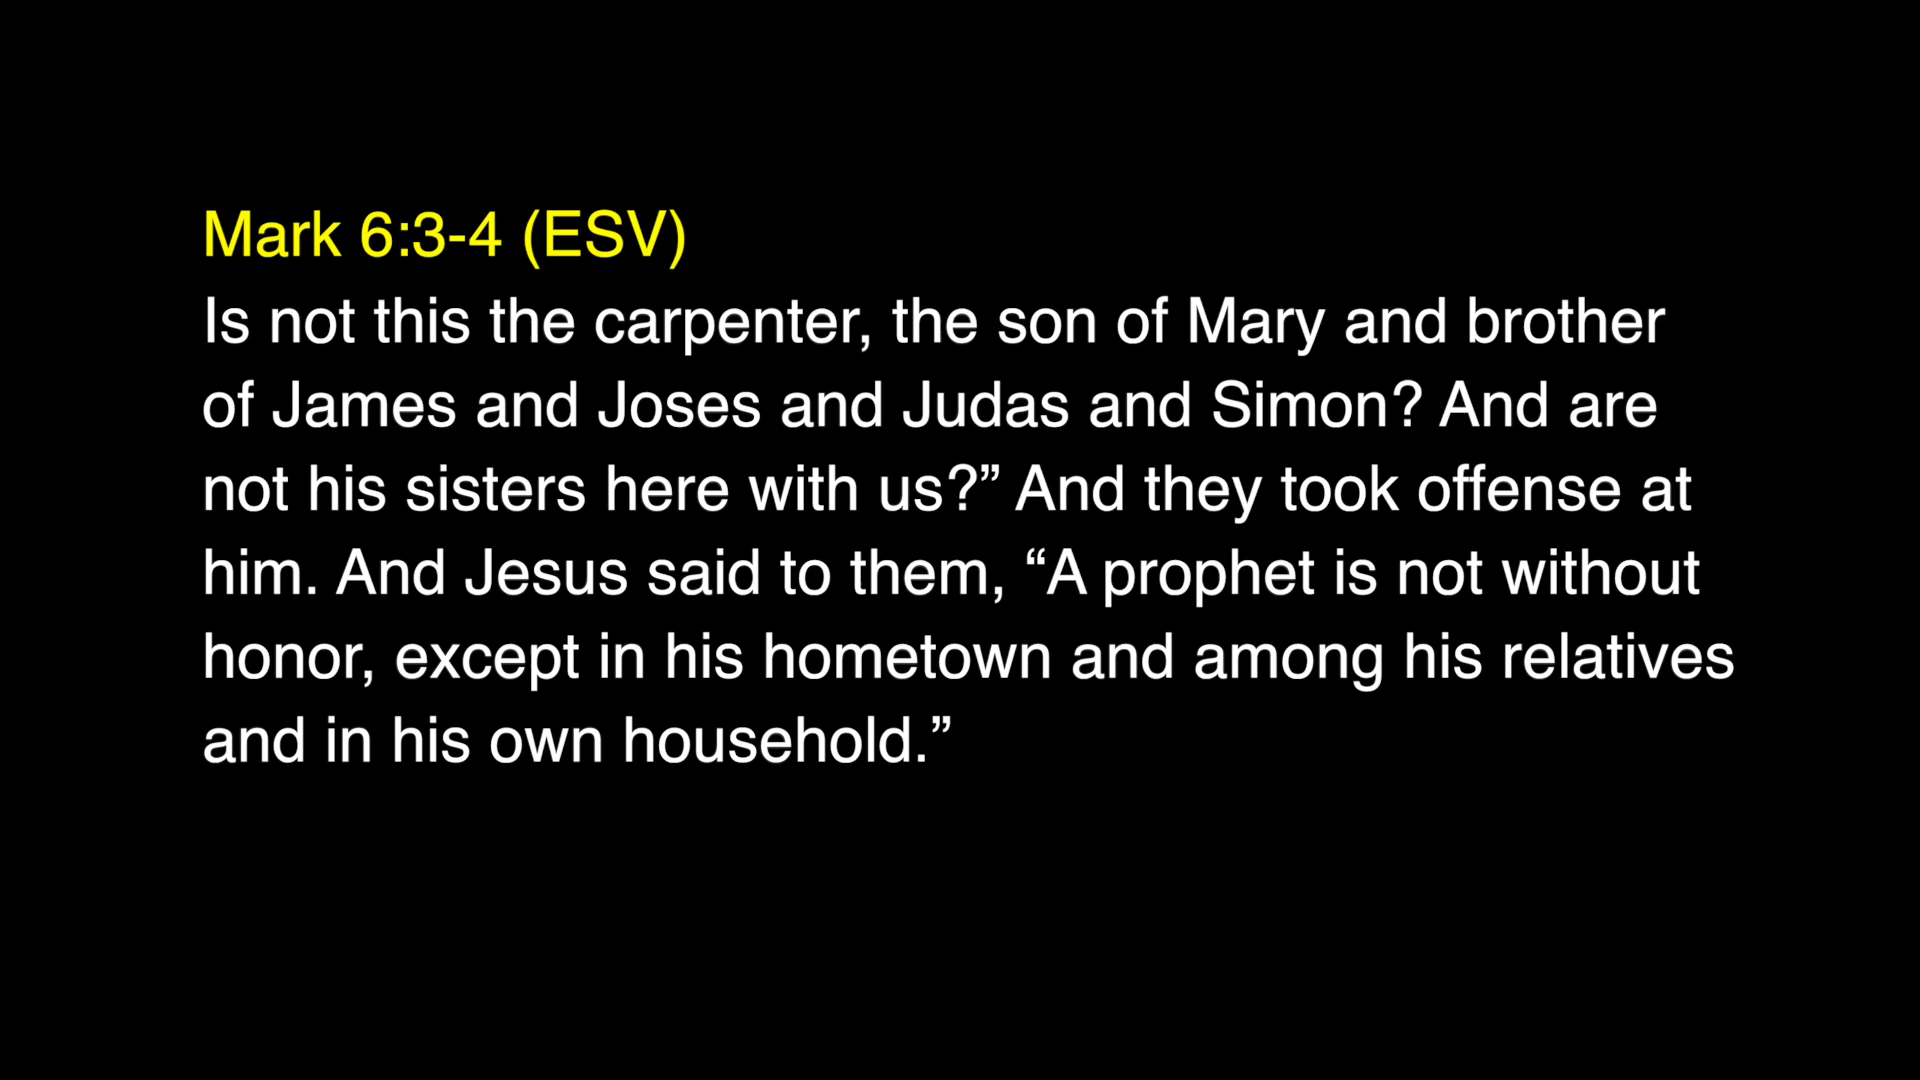 Mark 6:3-4 (ESV)
Is not this the carpenter, the son of Mary and brother
of James and Joses and Judas and Simon? And are
not his sisters here with us?” And they took offense at
him. And Jesus said to them, “A prophet is not without
honor, except in his hometown and among his relatives
and in his own household.”